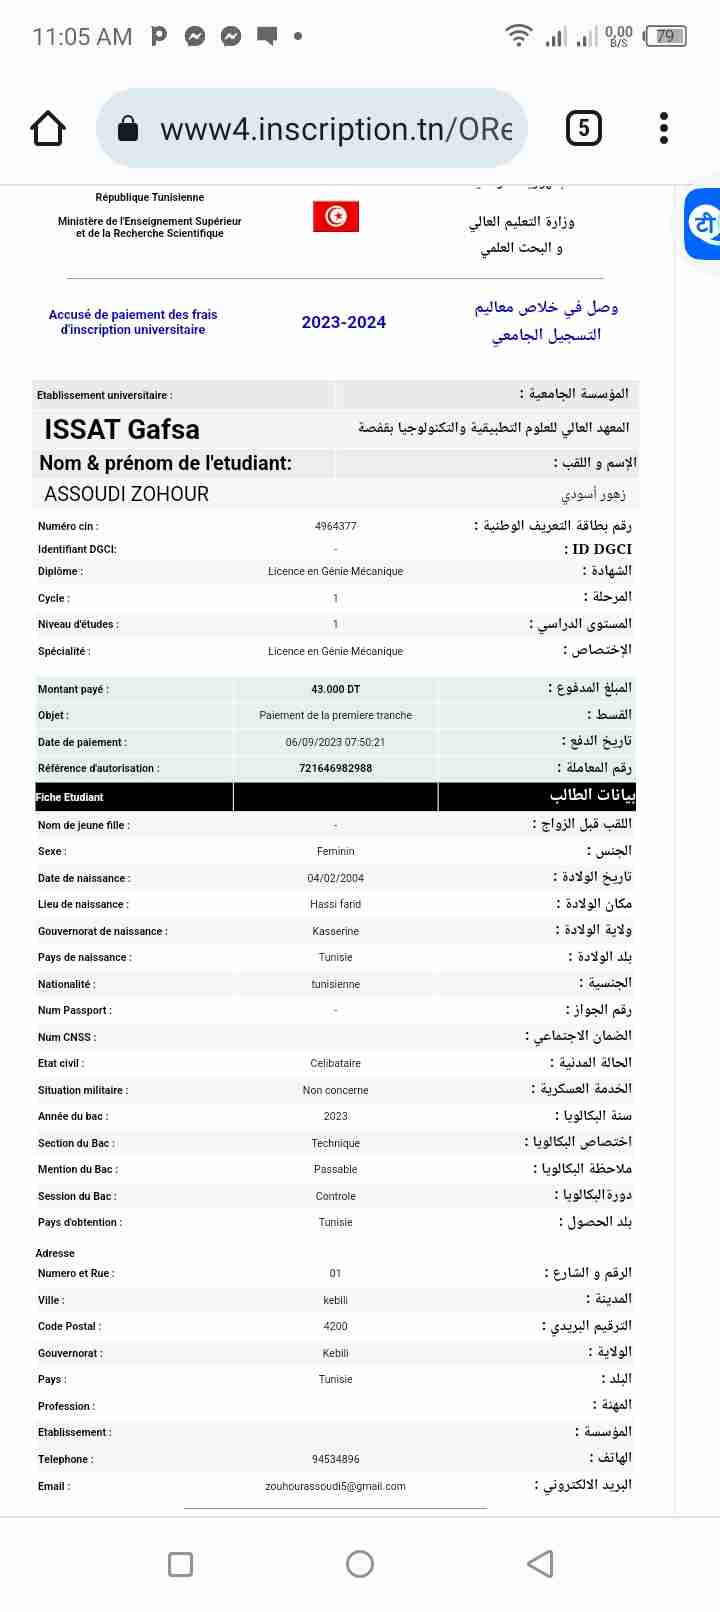 11:05 AM
0,00 B/S
79
www4.inscription.tn/ORe
5
République Tunisienne
Ministère de l'Enseignement Supérieur
et de la Recherche Scientifique
وزارة التعليم العالي
و البحث العلمي
टी
Accusé de paiement des frais
d'inscription universitaire
2023-2024
وصل في خلاص معاليم
التسجيل الجامعي
Etablissement universitaire :
المؤسسة الجامعية :
ISSAT Gafsa
المعهد العالي للعلوم التطبيقية والتكنولوجيا بقفصة
Nom & prénom de l'etudiant:
الإسم و اللقب :
ASSOUDI ZOHOUR
زهور أسودي
Numéro cin : 4964377 رقم بطاقة التعريف الوطنية :
Identifiant DGCI: - ID DGCI :
Diplôme : Licence en Génie Mécanique الشهادة :
Cycle : 1 المرحلة :
Niveau d'études : 1 المستوى الدراسي :
Spécialité : Licence en Génie Mécanique الإختصاص :
Montant payé : 43.000 DT المبلغ المدفوع :
Objet : Paiement de la premiere tranche القسط :
Date de paiement : 06/09/2023 07:50:21 تاريخ الدفع :
Référence d'autorisation : 721646982988 رقم المعاملة :
Fiche Etudiant بيانات الطالب
Nom de jeune fille : - اللقب قبل الزواج :
Sexe : Feminin الجنس :
Date de naissance : 04/02/2004 تاريخ الولادة :
Lieu de naissance : Hassi farid مكان الولادة :
Gouvernorat de naissance : Kasserine ولاية الولادة :
Pays de naissance : Tunisie بلد الولادة :
Nationalité : tunisienne الجنسية :
Num Passport : - رقم الجواز :
Num CNSS : الضمان الاجتماعي :
Etat civil : Celibataire الحالة المدنية :
Situation militaire : Non concerne الخدمة العسكرية :
Année du bac : 2023 سنة البكالويا :
Section du Bac : Technique اختصاص البكالويا :
Mention du Bac : Passable ملاحظة البكالويا :
Session du Bac : Controle دورةالبكالويا :
Pays d'obtention : Tunisie بلد الحصول :
Adresse
Numero et Rue : 01 الرقم و الشارع :
Ville : kebili المدينة :
Code Postal : 4200 الترقيم البريدي :
Gouvernorat : Kebili الولاية :
Pays : Tunisie البلد :
Profession : المهنة :
Etablissement : المؤسسة :
Telephone : 94534896 الهاتف :
Email : zouhourassoudi5@gmail.com البريد الالكتروني :